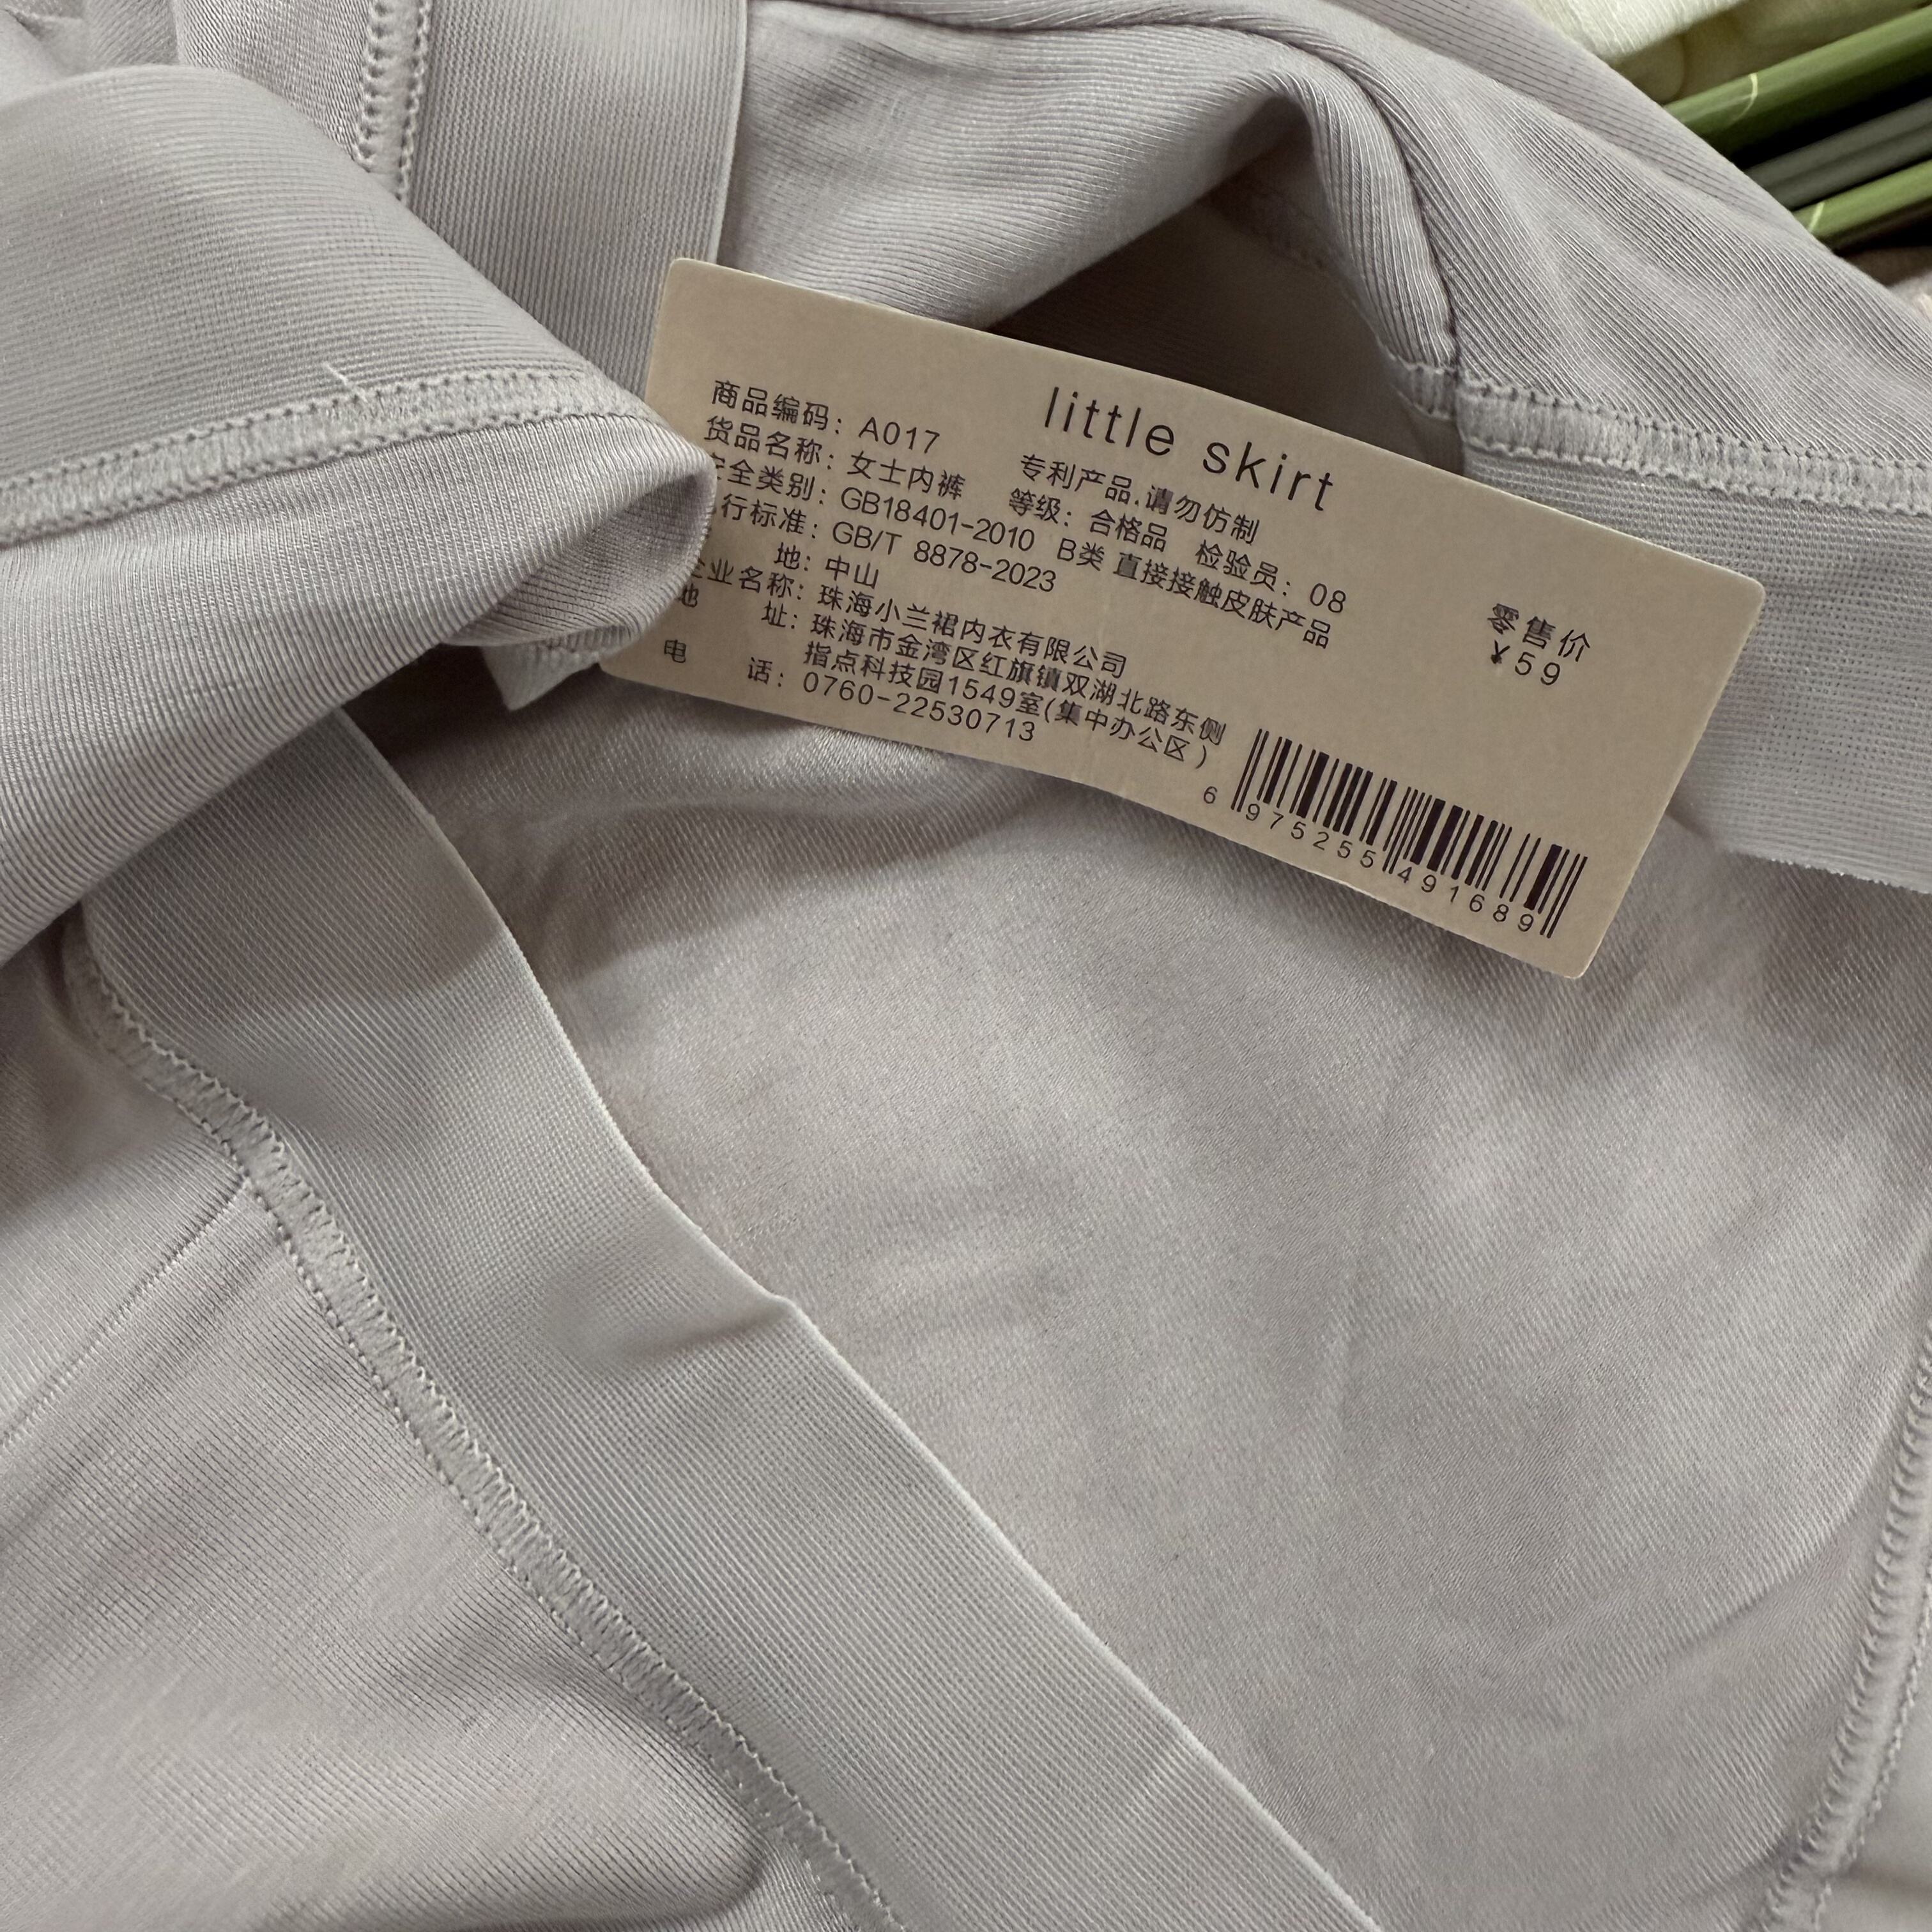 little skirt
商品编码: A017
专利产品.请勿仿制
货品名称: 女士内裤 等级: 合格品 检验员: 08
全类别: GB18401-2010 B类 直接接触皮肤产品
行标准: GB/T 8878-2023
地: 中山
企业名称: 珠海小兰裙内衣有限公司
地 址: 珠海市金湾区红旗镇双湖北路东侧
指点科技园1549室(集中办公区)
电 话: 0760-22530713
零售价
¥59
6 975255 491689